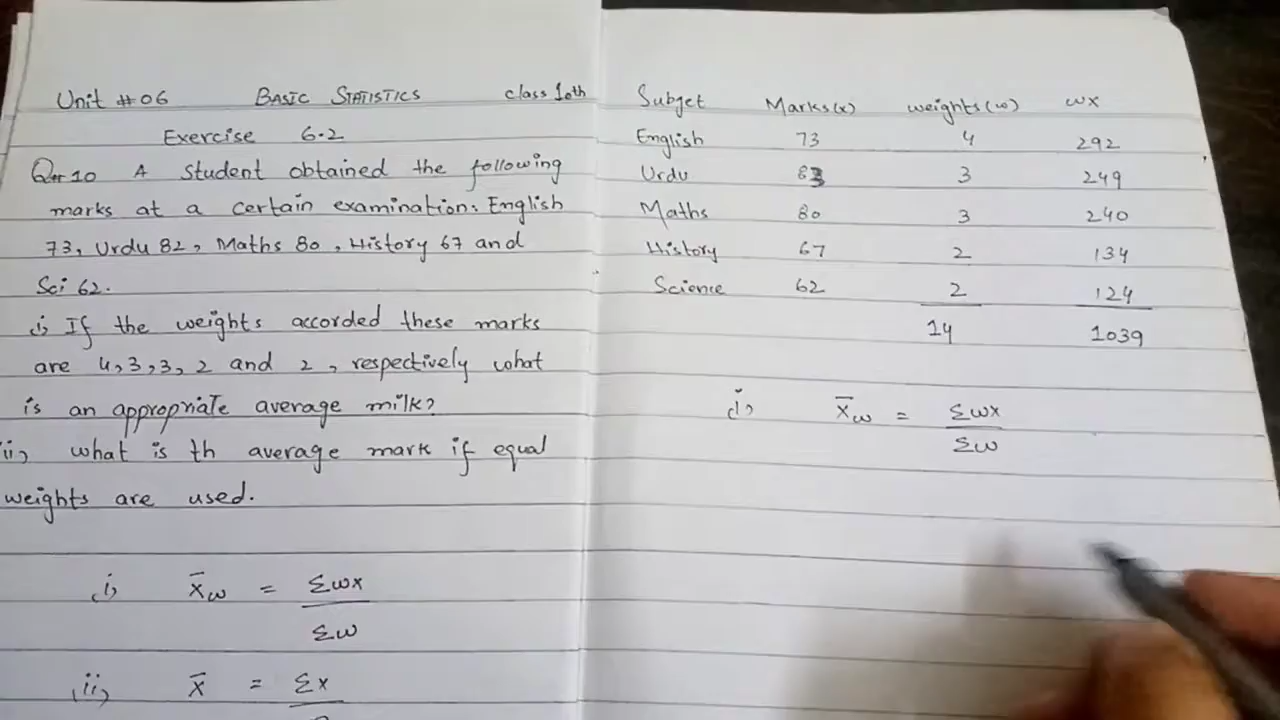 Unit #06 BASIC STATISTICS class 10th
Exercise 6.2
Q#10 A Student obtained the following
marks at a certain examination: English
73, Urdu 82, Maths 80, History 67 and
Sci 62.
i, If the weights accorded these marks
are 4,3,3,2 and 2, respectively what
is an appropriate average milk?
ii, what is th average mark if equal
weights are used.
i, x̄w = Σwx
Σw
ii, x̄ = Σx
Subjet Marks(x) weights(w) wx
English 73 4 292
Urdu 83 3 249
Maths 80 3 240
History 67 2 134
Science 62 2 124
14 1039
i, x̄w = Σwx
Σw